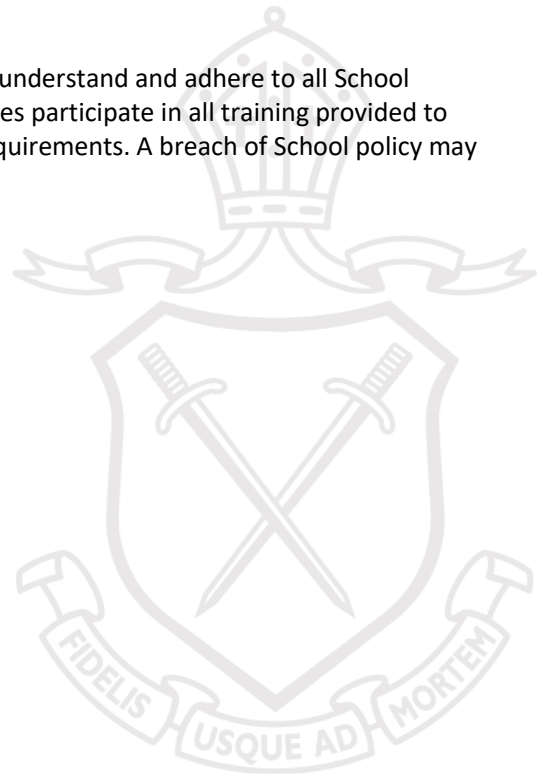 understand and adhere to all School
es participate in all training provided to
quirements. A breach of School policy may
FIDELIS
USQUE AD
MORTEM